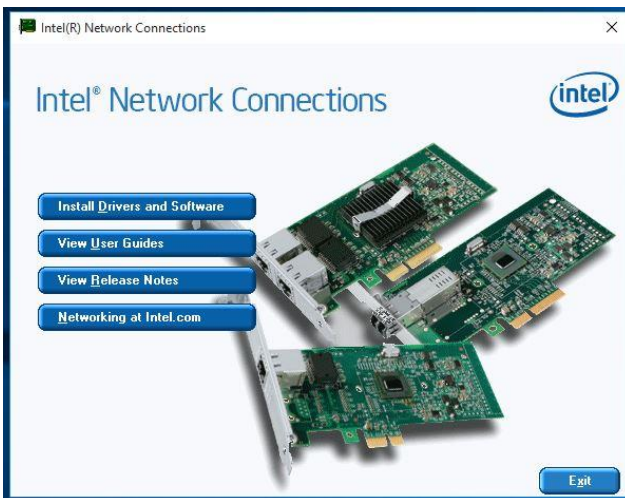 Intel(R) Network Connections
Intel® Network Connections
intel
Install Drivers and Software
View User Guides
View Release Notes
Networking at Intel.com
Exit